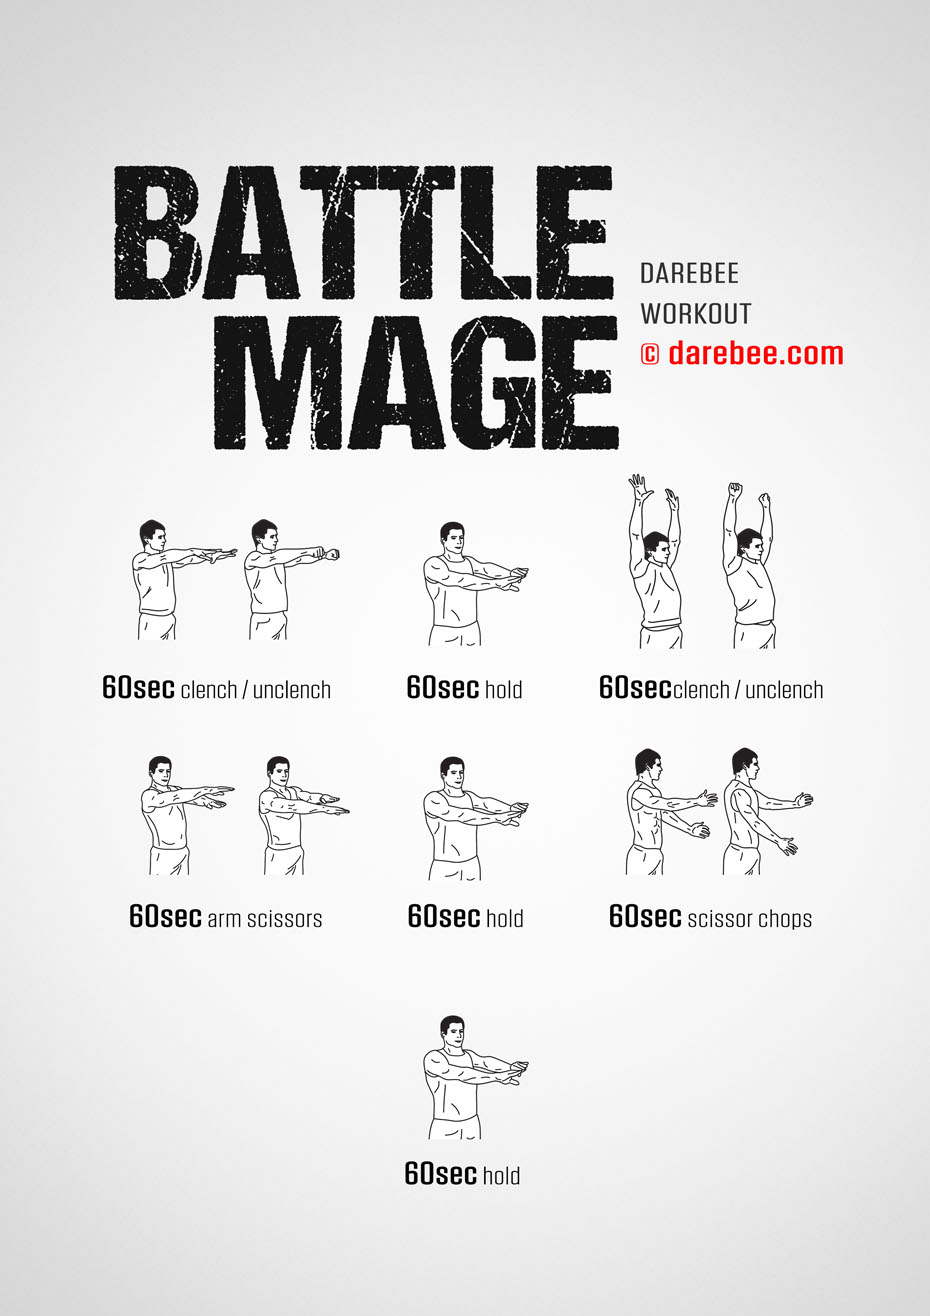 BATTLE
MAGE
DAREBEE
WORKOUT
© darebee.com
60sec clench / unclench
60sec hold
60secclench / unclench
60sec arm scissors
60sec hold
60sec scissor chops
60sec hold